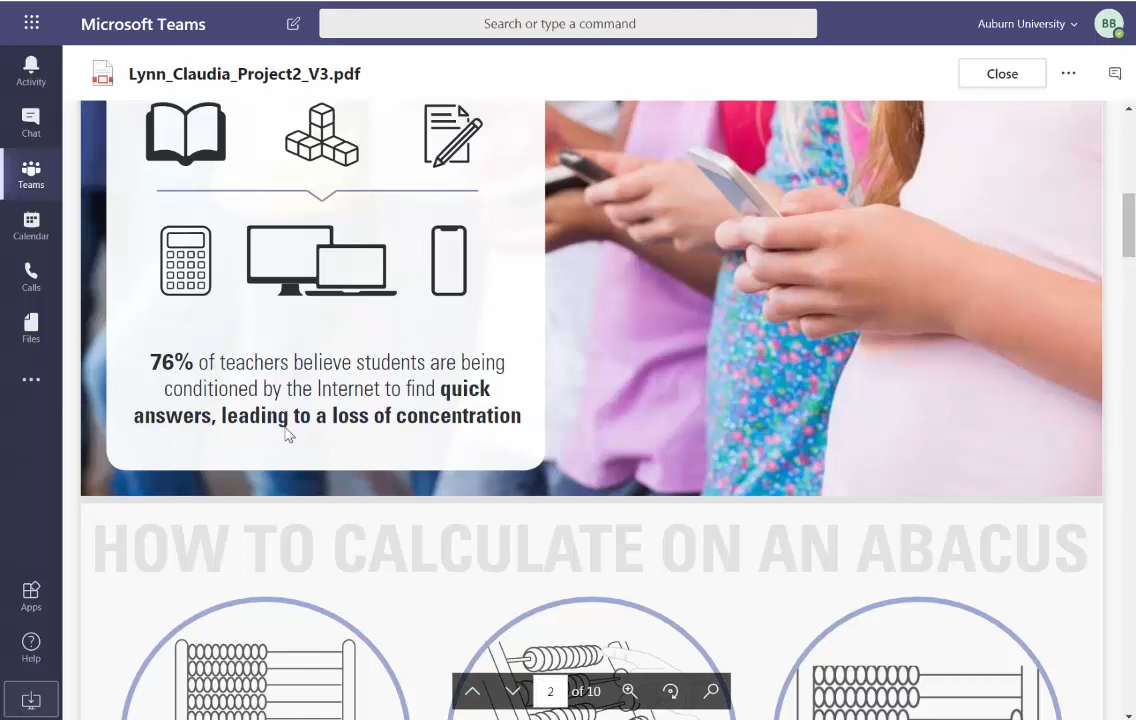 Microsoft Teams
Search or type a command
Auburn University
BB
Activity
Chat
Teams
Calendar
Calls
Files
Apps
Help
Lynn_Claudia_Project2_V3.pdf
Close
76% of teachers believe students are being
conditioned by the Internet to find quick
answers, leading to a loss of concentration
HOW TO CALCULATE ON AN ABACUS
2 of 10